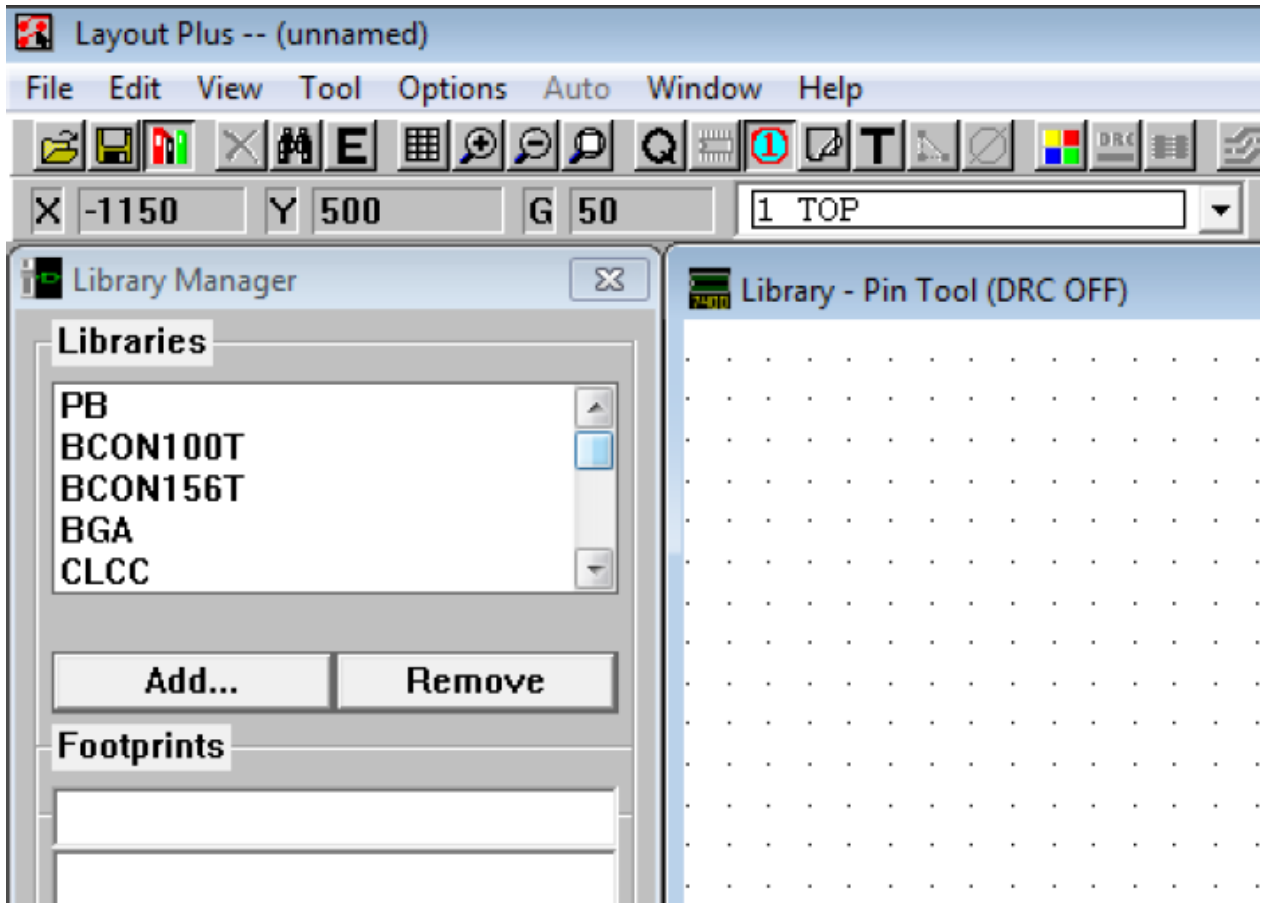 Layout Plus -- (unnamed)
File Edit View Tool Options Auto Window Help
E Q 1 T DRC
X -1150 Y 500 G 50 1 TOP
Library Manager
7400 Library - Pin Tool (DRC OFF)
Libraries
PB
BCON100T
BCON156T
BGA
CLCC
Add... Remove
Footprints